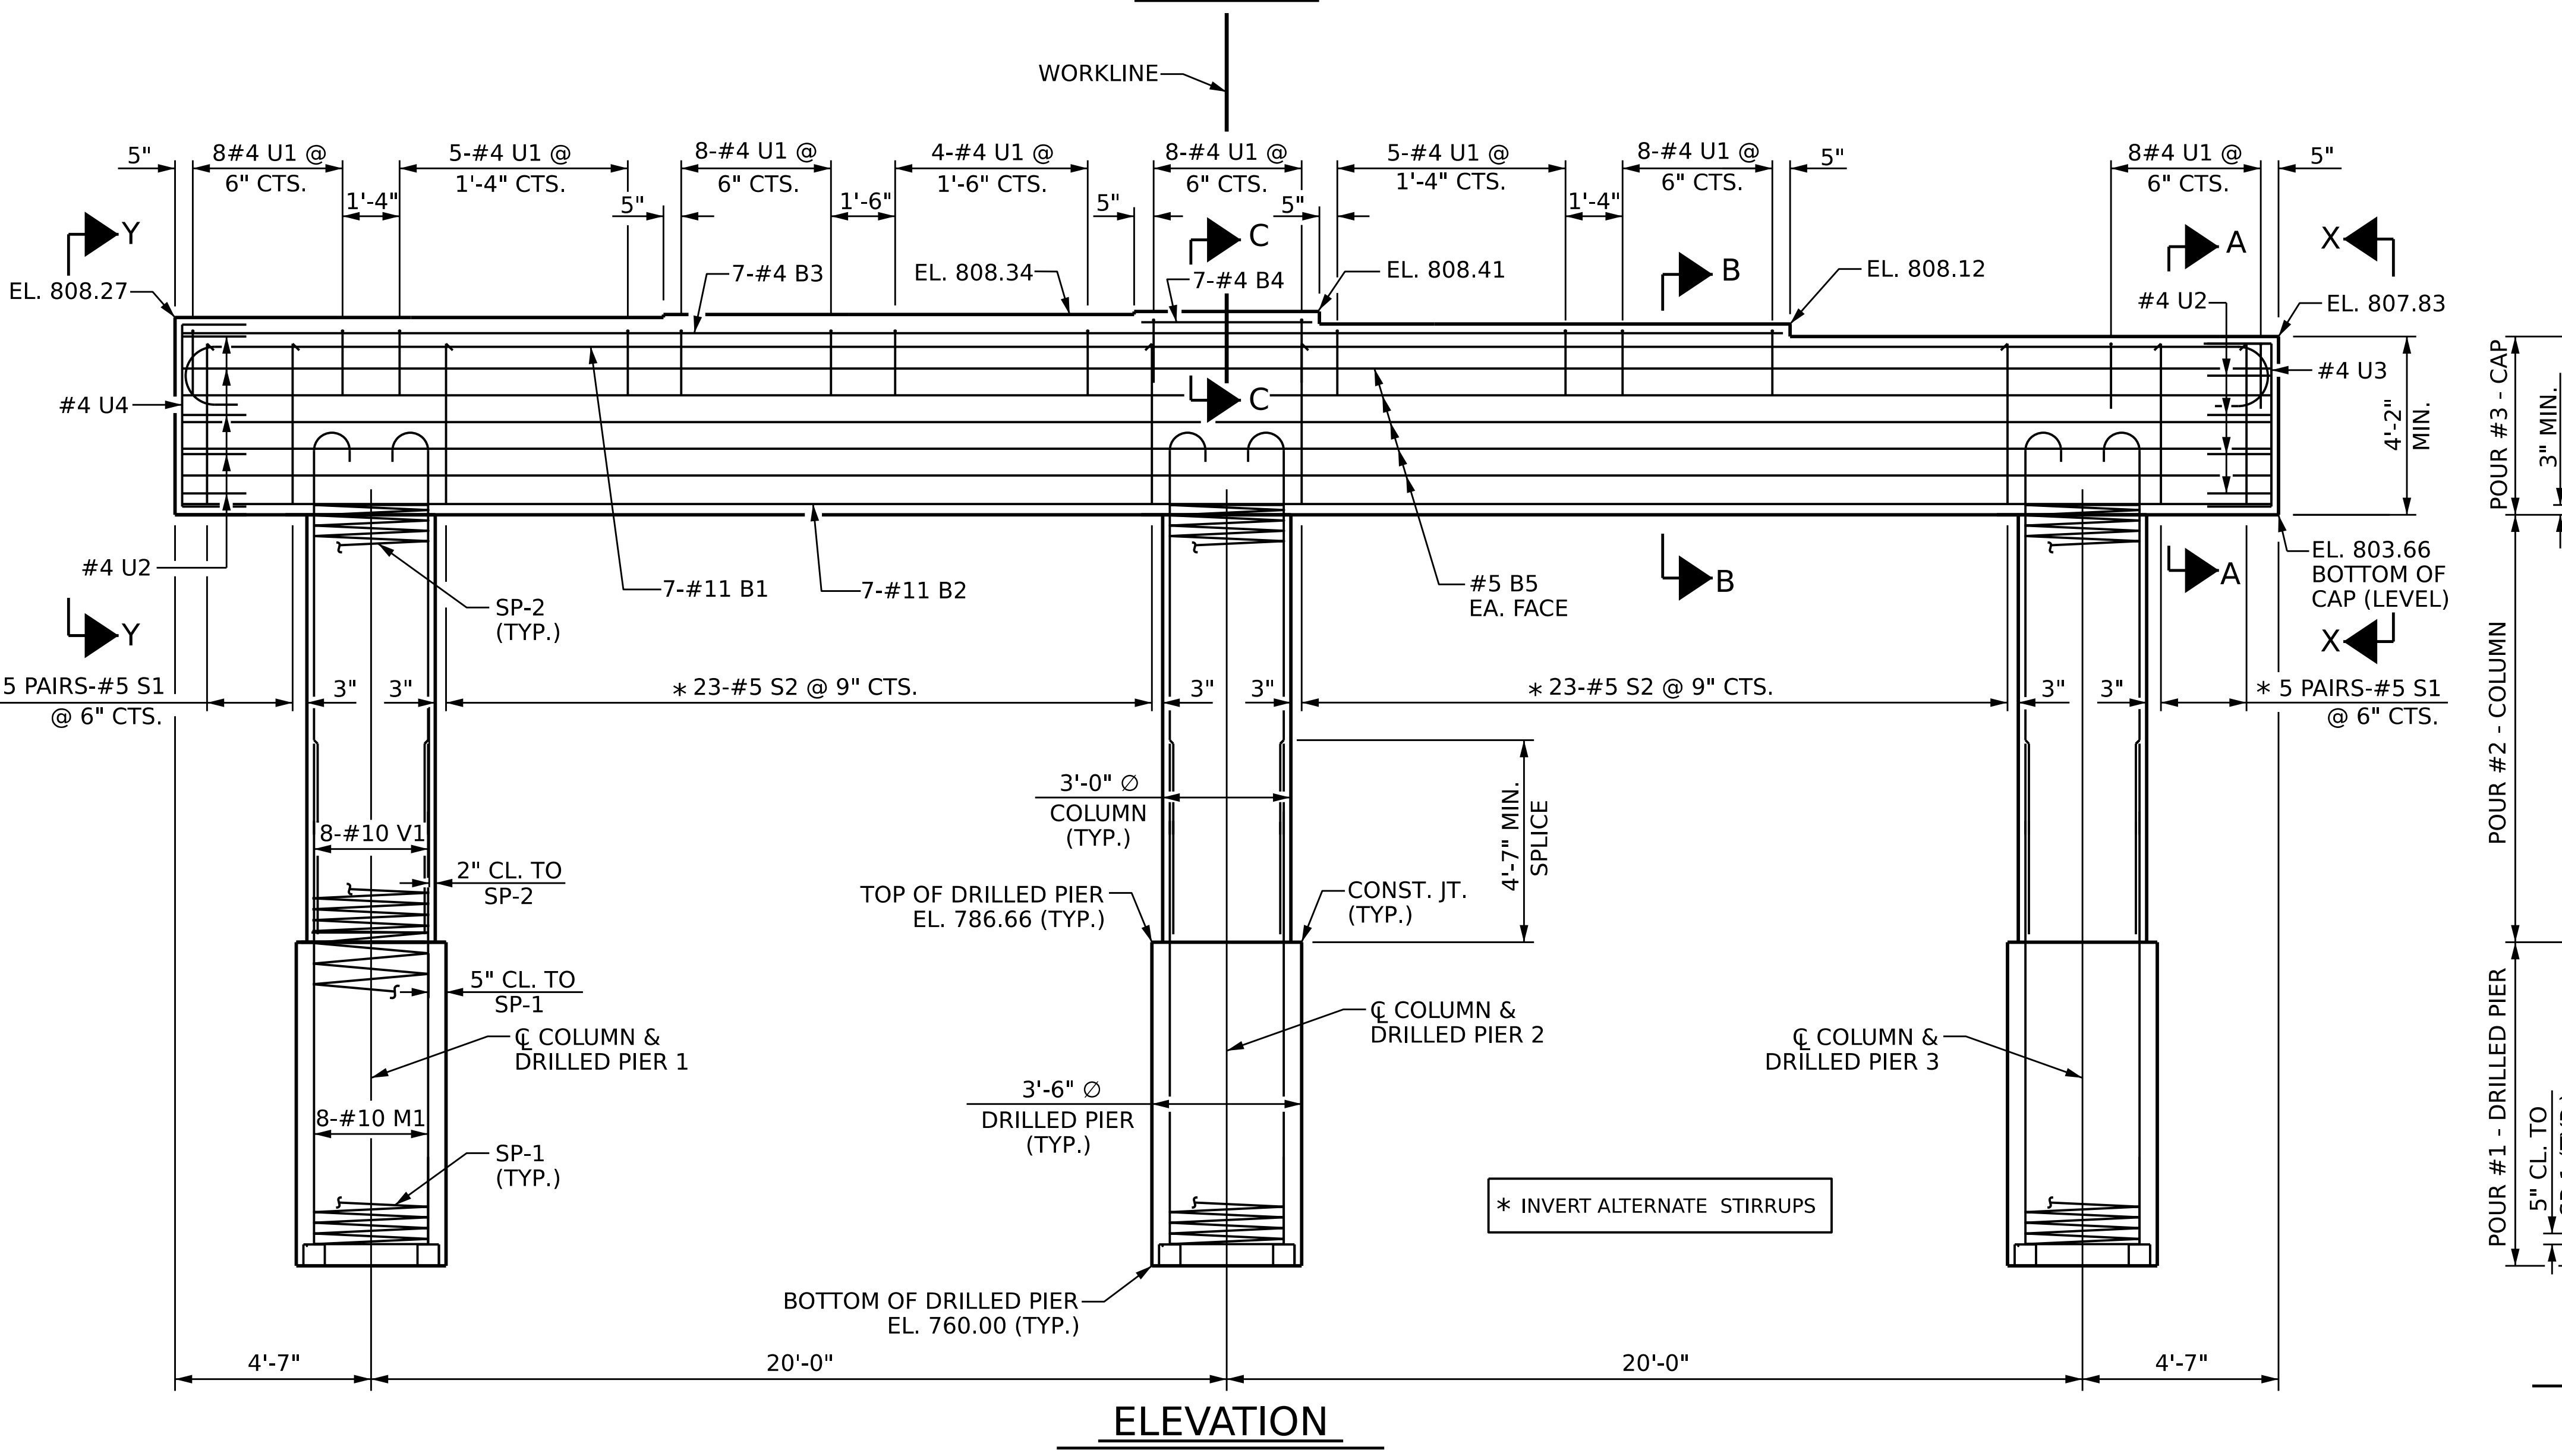 WORKLINE
5"
8#4 U1 @
6" CTS.
1'-4"
5-#4 U1 @
1'-4" CTS.
5"
8-#4 U1 @
6" CTS.
1'-6"
4-#4 U1 @
1'-6" CTS.
5"
8-#4 U1 @
6" CTS.
5"
5-#4 U1 @
1'-4" CTS.
1'-4"
8-#4 U1 @
6" CTS.
5"
8#4 U1 @
6" CTS.
5"
Y
C
B
A
X
EL. 808.27
7-#4 B3
EL. 808.34
7-#4 B4
EL. 808.41
EL. 808.12
#4 U2
EL. 807.83
#4 U4
C
#4 U3
4'-2"
MIN.
POUR #3 - CAP
3" MIN.
#4 U2
SP-2
(TYP.)
7-#11 B1
7-#11 B2
#5 B5
EA. FACE
B
A
EL. 803.66
BOTTOM OF
CAP (LEVEL)
Y
X
5 PAIRS-#5 S1
@ 6" CTS.
3"
3"
* 23-#5 S2 @ 9" CTS.
3"
3"
* 23-#5 S2 @ 9" CTS.
3"
3"
* 5 PAIRS-#5 S1
@ 6" CTS.
POUR #2 - COLUMN
3'-0" ∅
COLUMN
(TYP.)
4'-7" MIN.
SPLICE
8-#10 V1
2" CL. TO
SP-2
TOP OF DRILLED PIER
EL. 786.66 (TYP.)
CONST. JT.
(TYP.)
5" CL. TO
SP-1
℄ COLUMN &
DRILLED PIER 1
℄ COLUMN &
DRILLED PIER 2
℄ COLUMN &
DRILLED PIER 3
3'-6" ∅
DRILLED PIER
(TYP.)
8-#10 M1
SP-1
(TYP.)
POUR #1 - DRILLED PIER
5" CL. TO
* INVERT ALTERNATE  STIRRUPS
BOTTOM OF DRILLED PIER
EL. 760.00 (TYP.)
4'-7"
20'-0"
20'-0"
4'-7"
ELEVATION